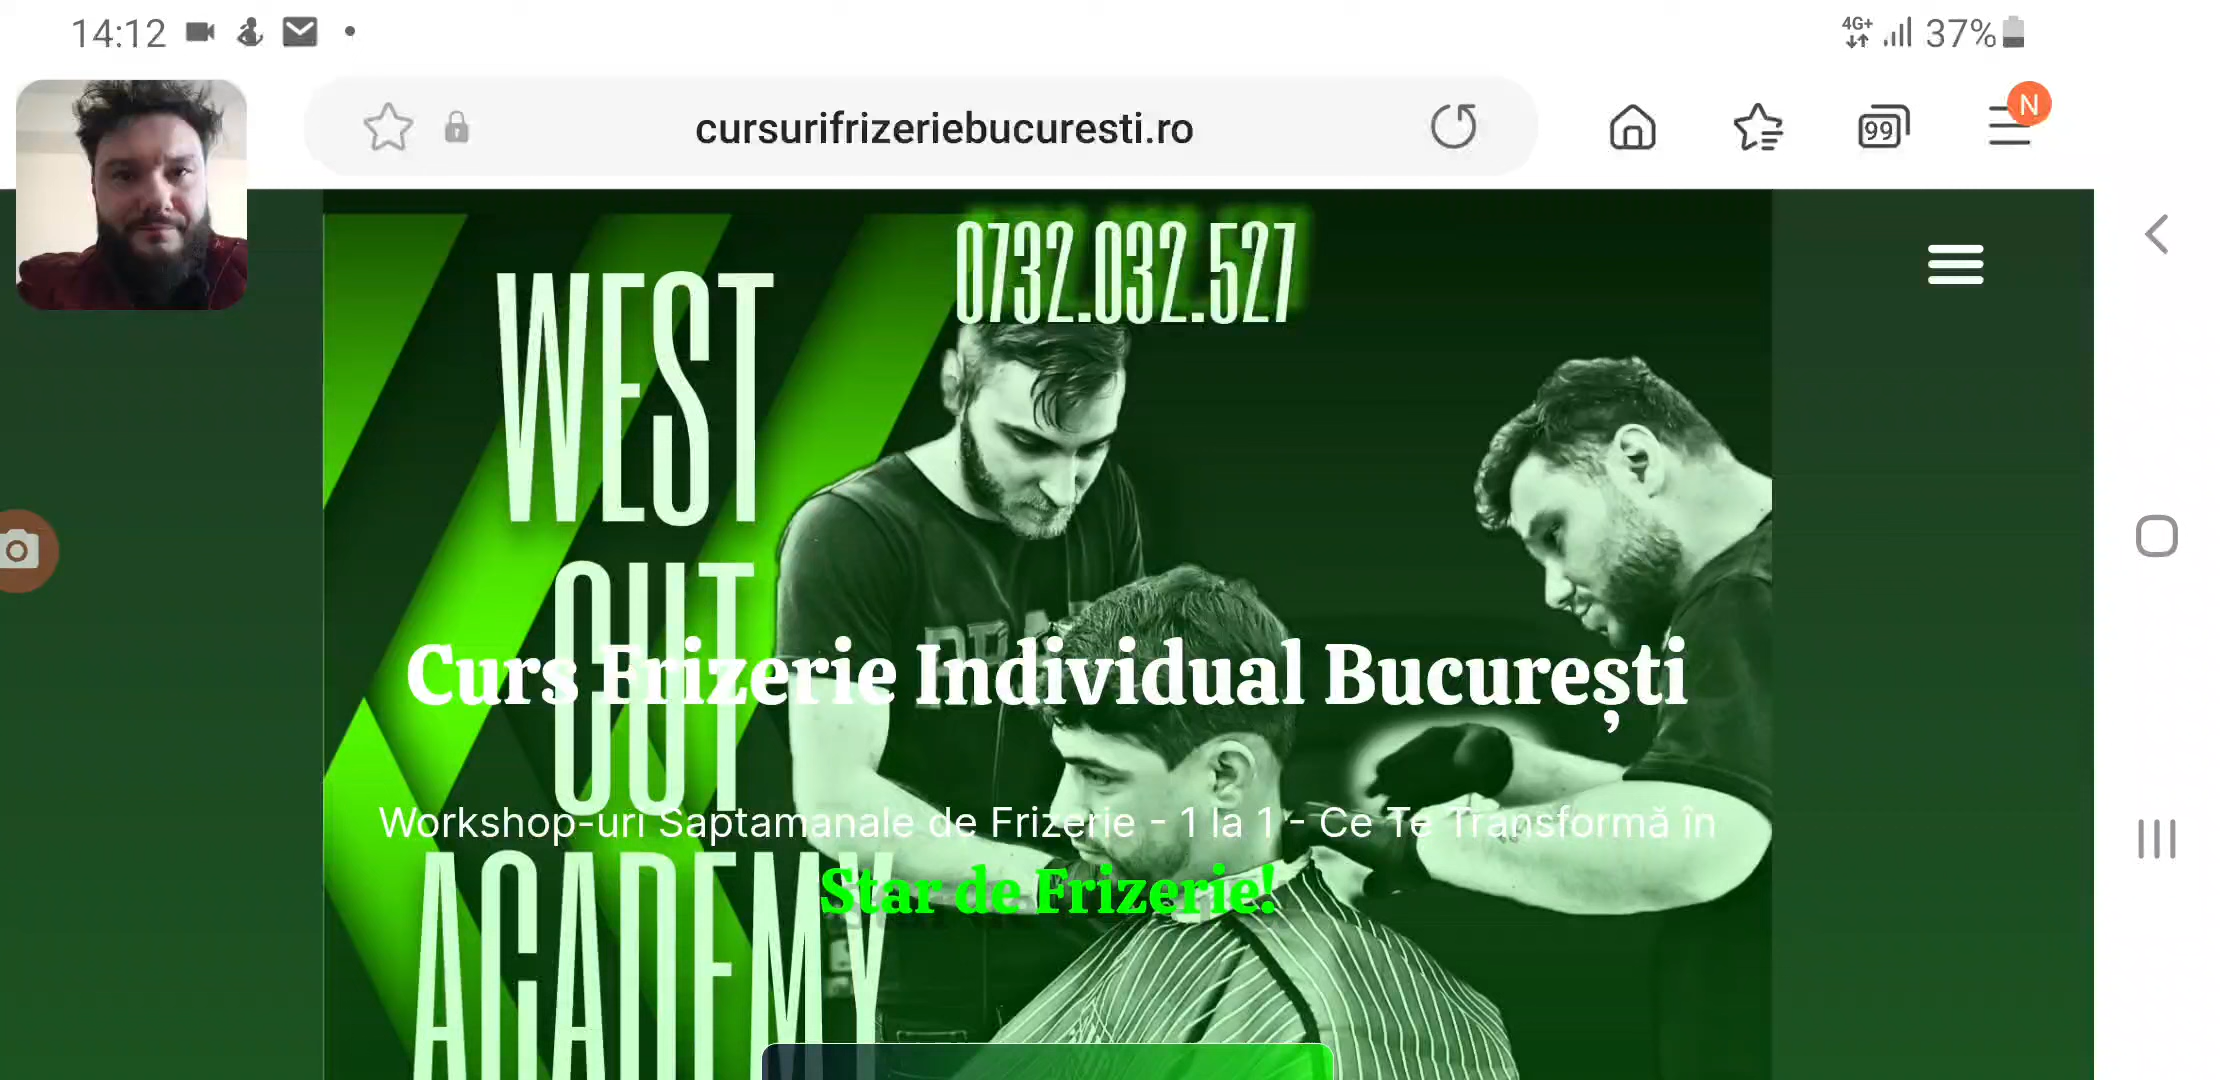 14:12
4G+ 37%
cursurifrizeriebucuresti.ro
99
N
0732.032.527
WEST
CUT
ACADEMY
Curs Frizerie Individual București
Workshop-uri Saptamanale de Frizerie - 1 la 1 - Ce Te Transformă în
Star de Frizerie!